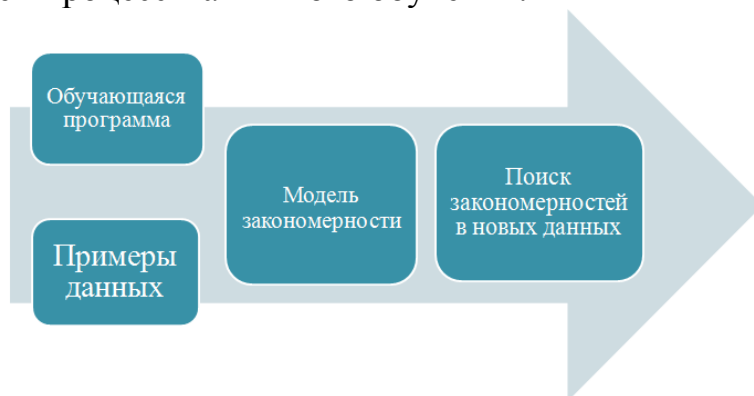 Обучающаяся
программа
Примеры
данных
Модель
закономерности
Поиск
закономерностей
в новых данных